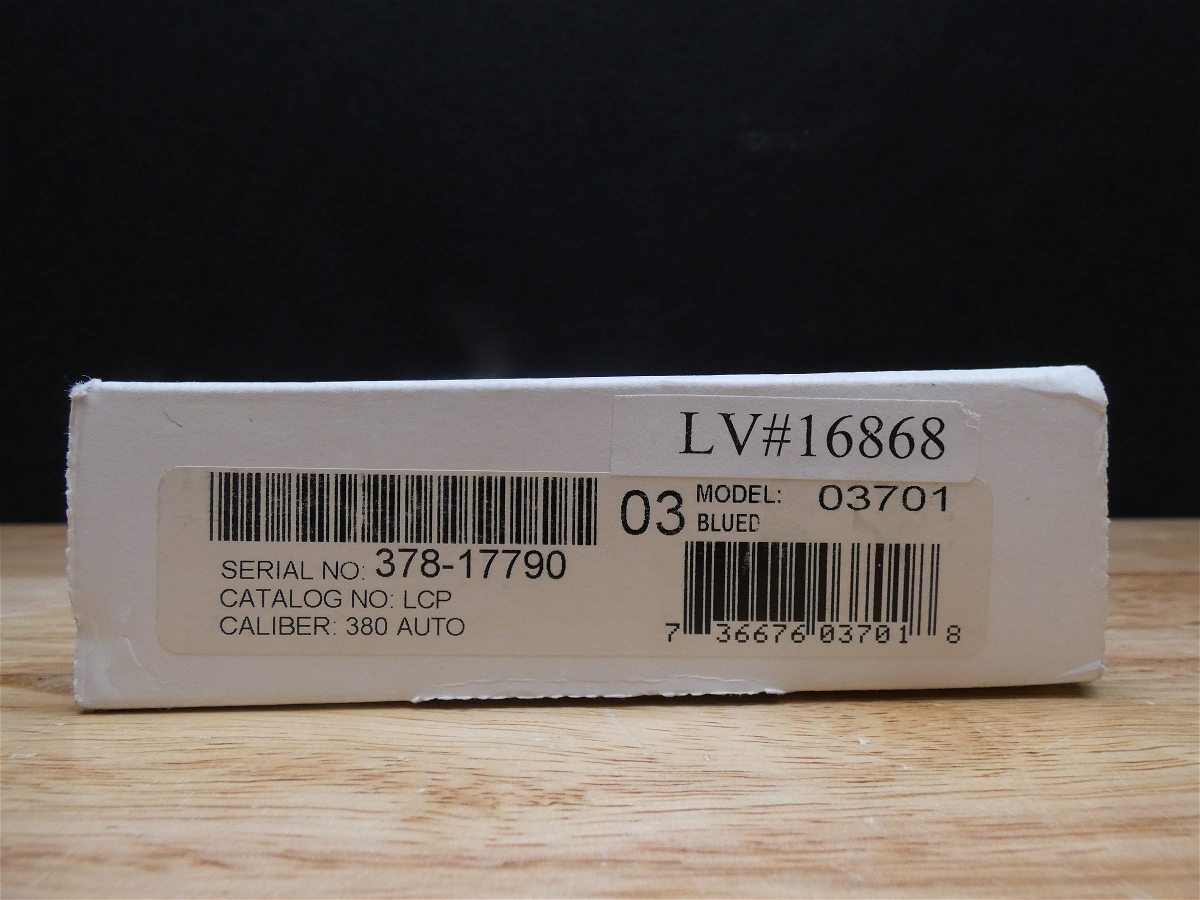 LV#16868
03 MODEL: 03701
BLUED
SERIAL NO: 378-17790
CATALOG NO: LCP
CALIBER: 380 AUTO
7 36676 03701 8